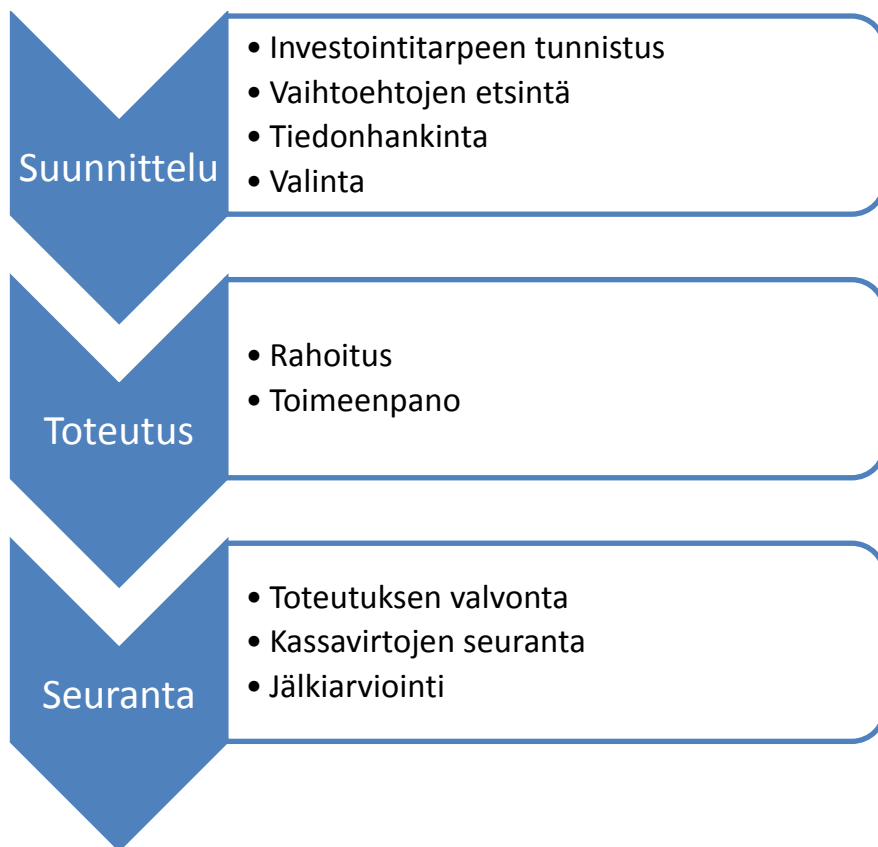 Suunnittelu
• Investointitarpeen tunnistus
• Vaihtoehtojen etsintä
• Tiedonhankinta
• Valinta
Toteutus
• Rahoitus
• Toimeenpano
Seuranta
• Toteutuksen valvonta
• Kassavirtojen seuranta
• Jälkiarviointi